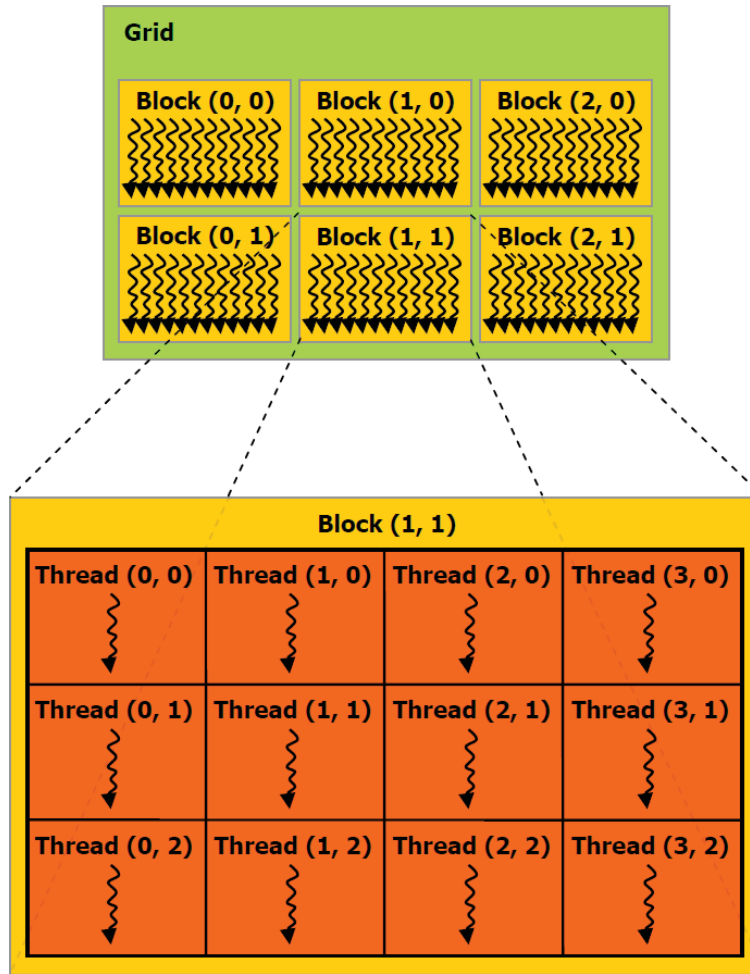 Grid
Block (0, 0) Block (1, 0) Block (2, 0)
Block (0, 1) Block (1, 1) Block (2, 1)
Block (1, 1)
Thread (0, 0) Thread (1, 0) Thread (2, 0) Thread (3, 0)
Thread (0, 1) Thread (1, 1) Thread (2, 1) Thread (3, 1)
Thread (0, 2) Thread (1, 2) Thread (2, 2) Thread (3, 2)